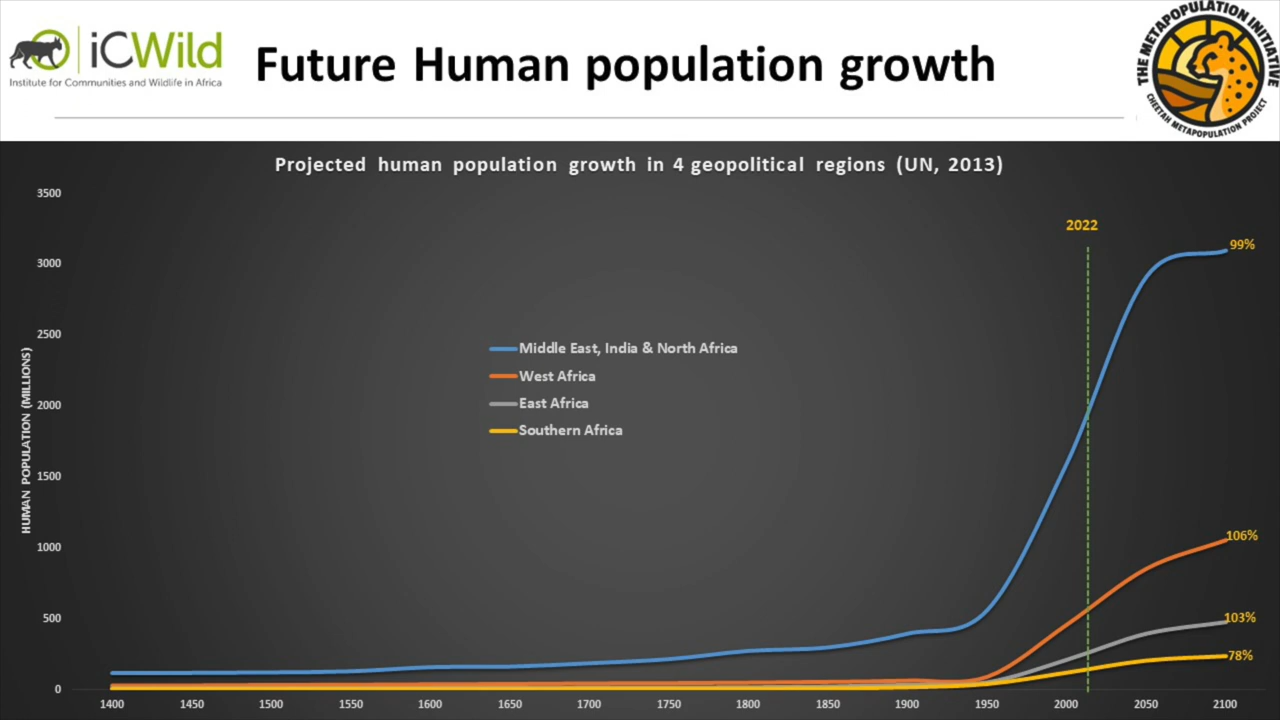 iCWild
Institute for Communities and Wildlife in Africa
Future Human population growth
THE METAPOPULATION INITIATIVE
CHEETAH METAPOPULATION PROJECT
Projected human population growth in 4 geopolitical regions (UN, 2013)
HUMAN POPULATION (MILLIONS)
3500
3000
2500
2000
1500
1000
500
0
2022
99%
106%
103%
78%
Middle East, India & North Africa
West Africa
East Africa
Southern Africa
1400 1450 1500 1550 1600 1650 1700 1750 1800 1850 1900 1950 2000 2050 2100